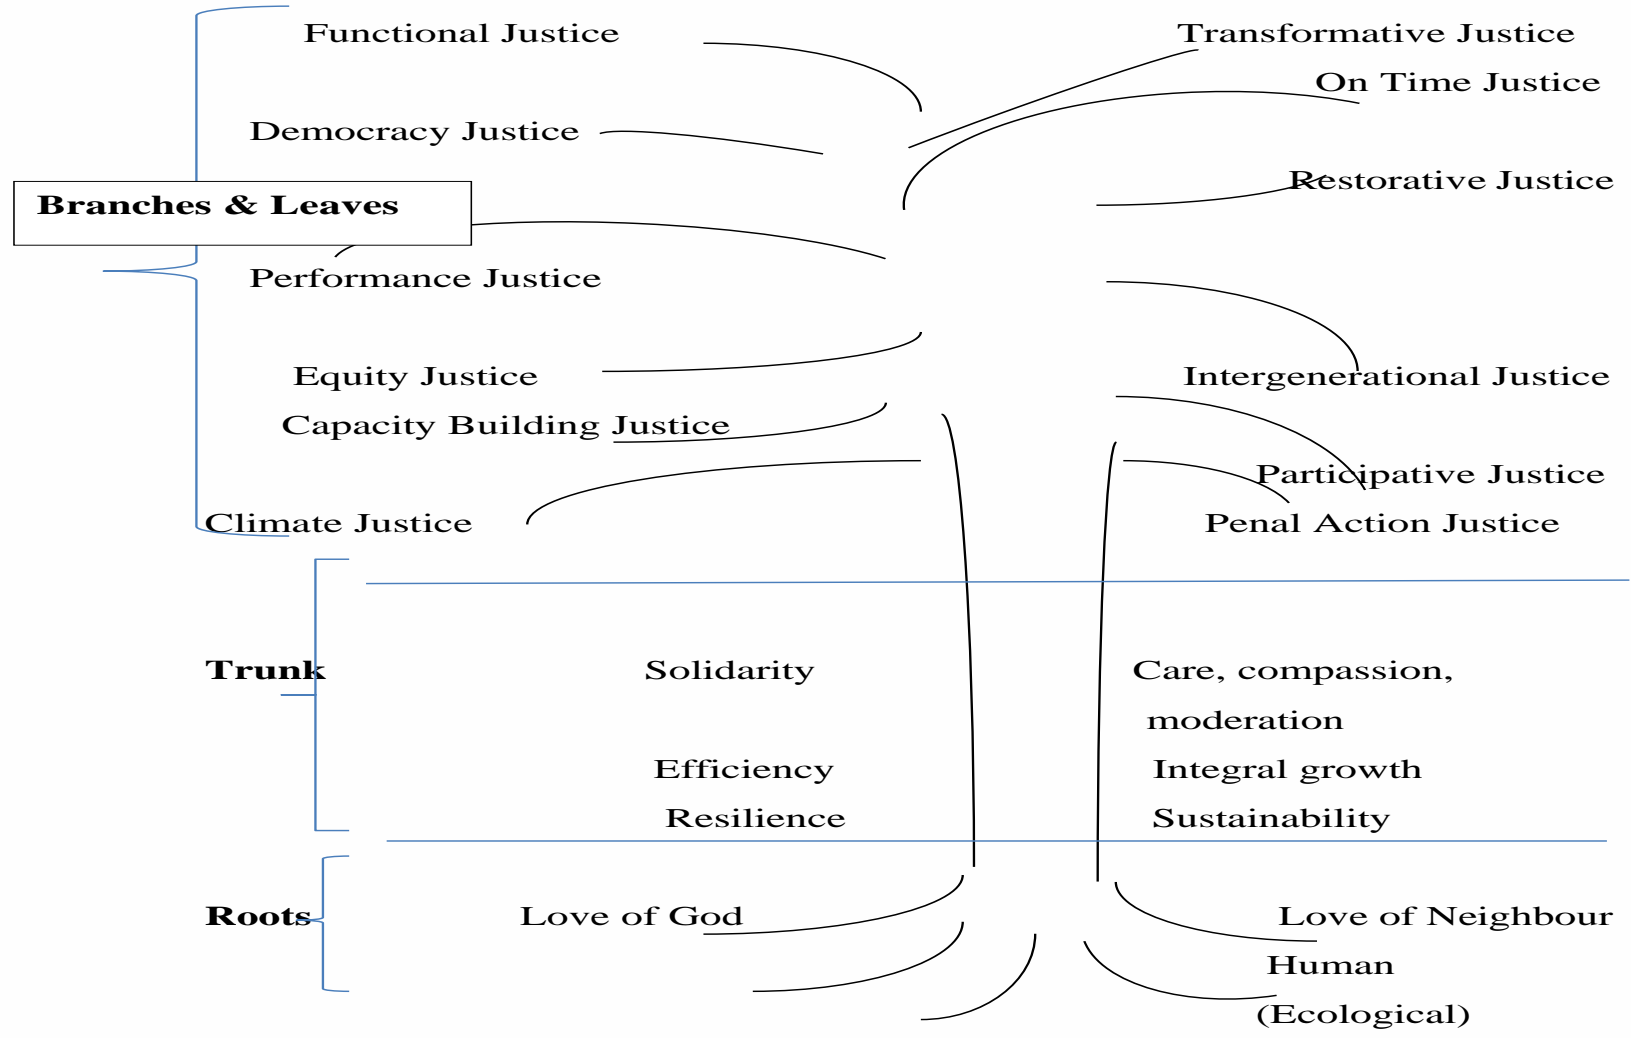 Functional Justice Transformative Justice
On Time Justice
Democracy Justice
Restorative Justice
Branches & Leaves
Performance Justice
Equity Justice Intergenerational Justice
Capacity Building Justice
Participative Justice
Climate Justice Penal Action Justice
Trunk Solidarity Care, compassion,
moderation
Efficiency Integral growth
Resilience Sustainability
Roots Love of God Love of Neighbour
Human
(Ecological)